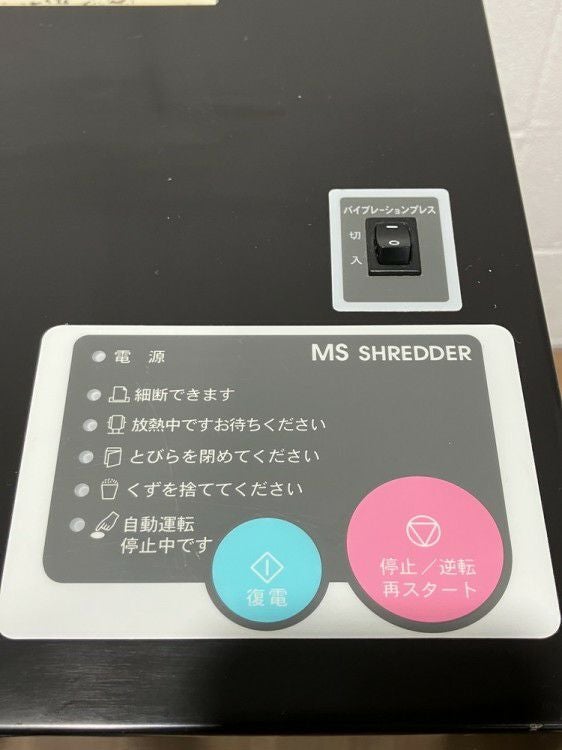 バイブレーションプレス
切
入
MS SHREDDER
電 源
細断できます
放熱中ですお待ちください
とびらを閉めてください
くずを捨ててください
自動運転
停止中です
復電
停止／逆転
再スタート